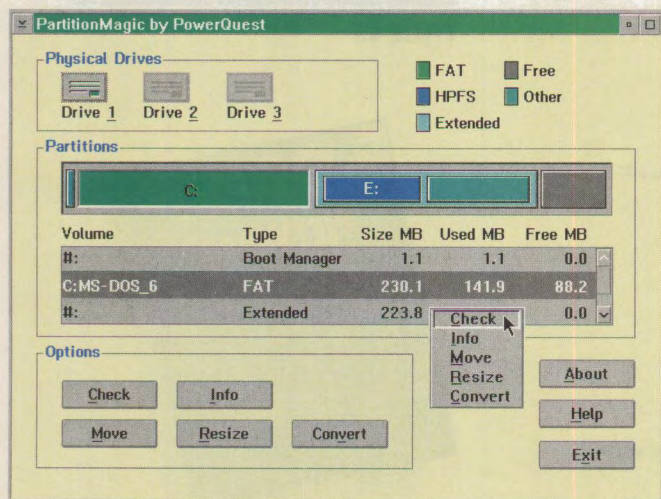 PartitionMagic by PowerQuest
Physical Drives
Drive 1 Drive 2 Drive 3
FAT Free
HPFS Other
Extended
Partitions
C: E:
Volume Type Size MB Used MB Free MB
#: Boot Manager 1.1 1.1 0.0
C:MS-DOS_6 FAT 230.1 141.9 88.2
#: Extended 223.8 0.0
Check
Info
Move
Resize
Convert
Options
Check Info
Move Resize Convert
About
Help
Exit